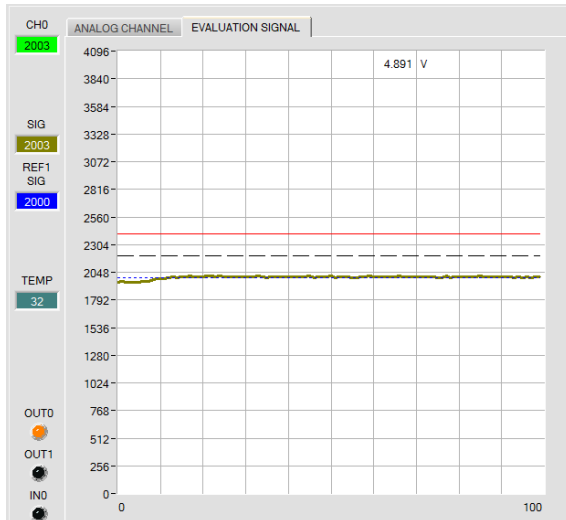 CH0
2003
SIG
2003
REF1
SIG
2000
TEMP
32
OUT0
OUT1
IN0
ANALOG CHANNEL
EVALUATION SIGNAL
4.891 V
4096
3840
3584
3328
3072
2816
2560
2304
2048
1792
1536
1280
1024
768
512
256
0
0 100